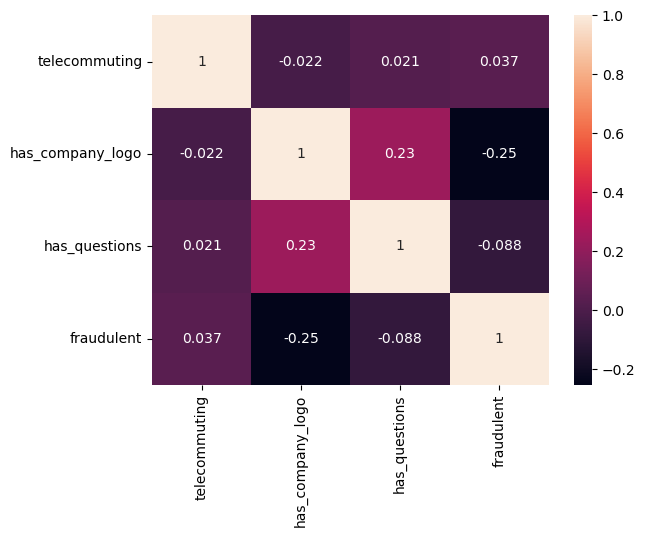 telecommuting 1 -0.022 0.021 0.037
has_company_logo -0.022 1 0.23 -0.25
has_questions 0.021 0.23 1 -0.088
fraudulent 0.037 -0.25 -0.088 1
telecommuting
has_company_logo
has_questions
fraudulent
1.0
0.8
0.6
0.4
0.2
0.0
−0.2